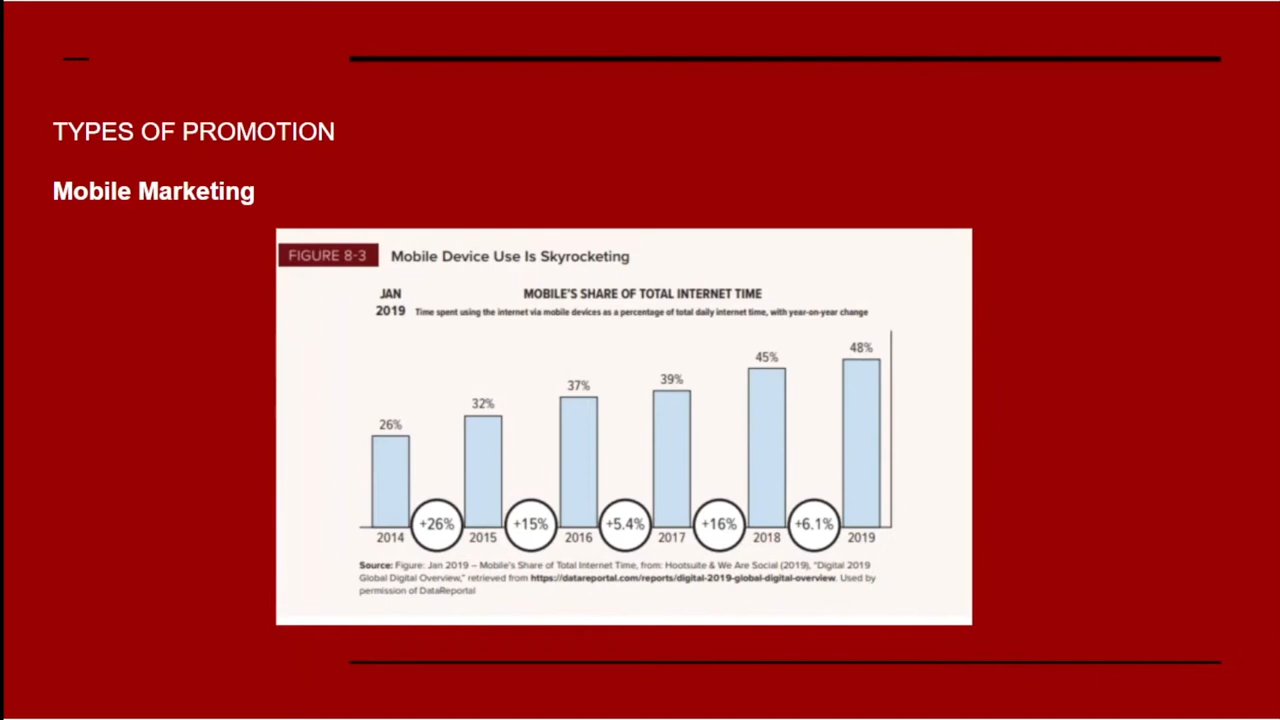 TYPES OF PROMOTION
Mobile Marketing
FIGURE 8-3 Mobile Device Use Is Skyrocketing
JAN
2019
MOBILE'S SHARE OF TOTAL INTERNET TIME
Time spent using the internet via mobile devices as a percentage of total daily internet time, with year-on-year change
26% 32% 37% 39% 45% 48%
+26% +15% +5.4% +16% +6.1%
2014 2015 2016 2017 2018 2019
Source: Figure: Jan 2019 – Mobile's Share of Total Internet Time, from: Hootsuite & We Are Social (2019), "Digital 2019
Global Digital Overview," retrieved from https://datareportal.com/reports/digital-2019-global-digital-overview. Used by
permission of DataReportal